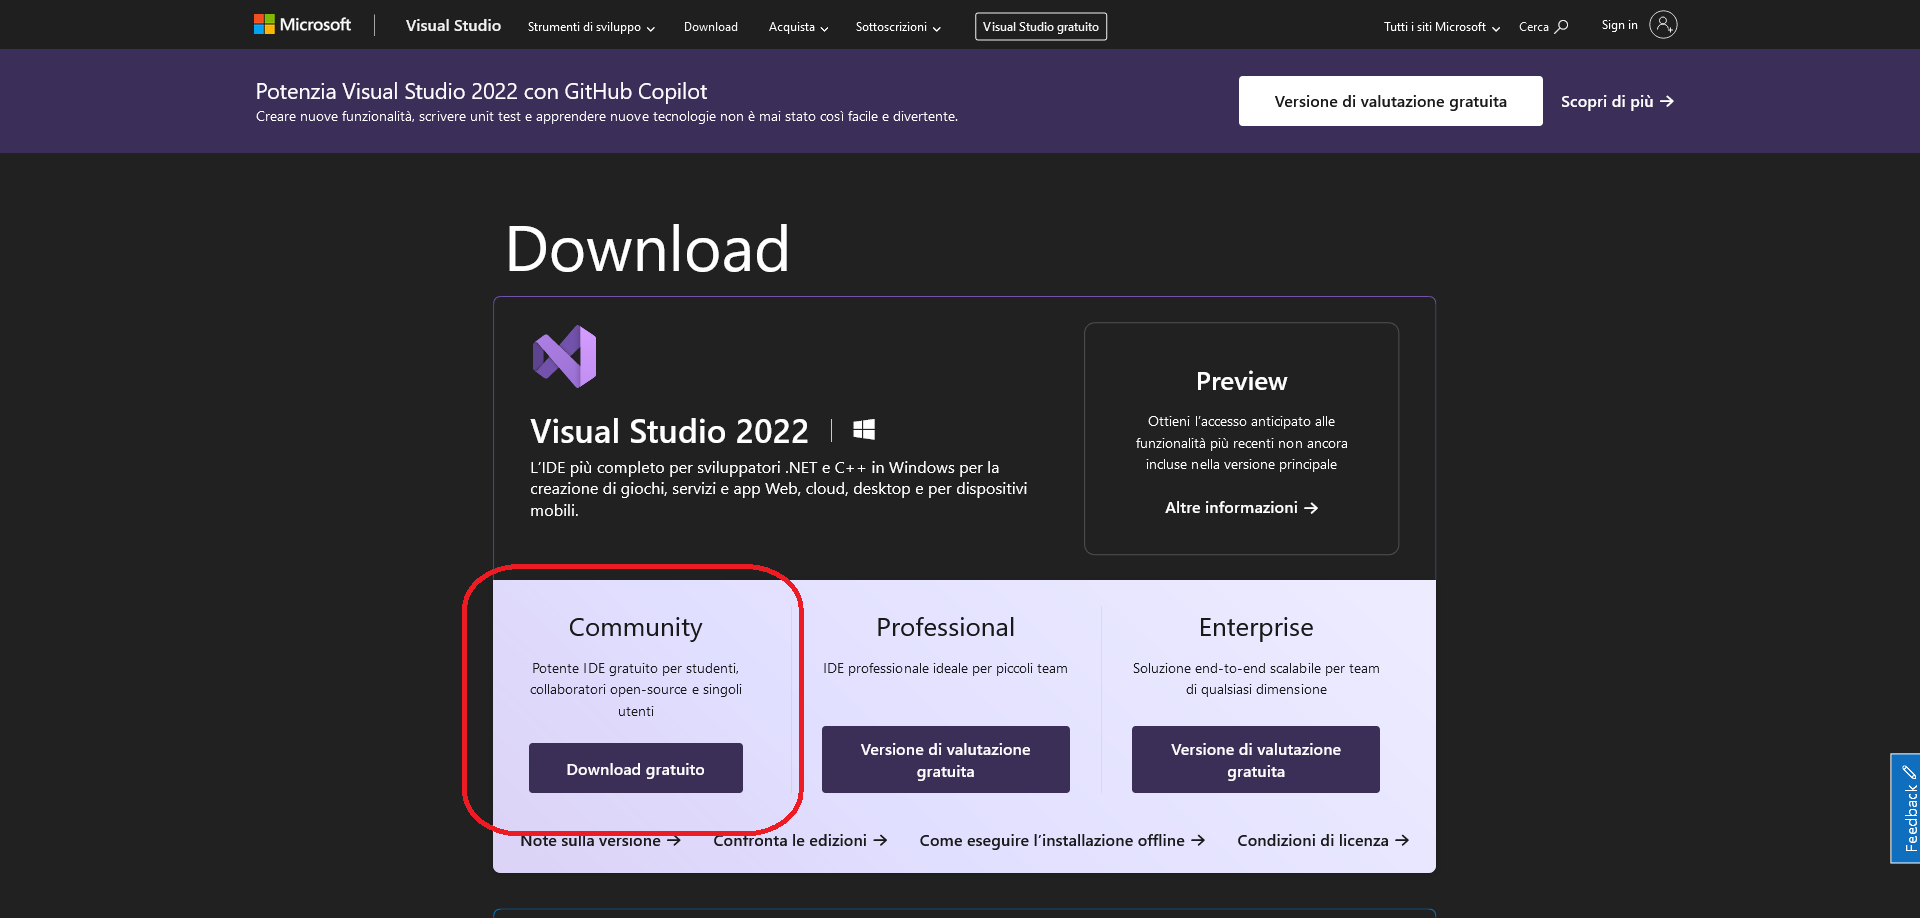 Microsoft
Visual Studio
Strumenti di sviluppo
Download
Acquista
Sottoscrizioni
Visual Studio gratuito
Tutti i siti Microsoft
Cerca
Sign in
Potenzia Visual Studio 2022 con GitHub Copilot
Creare nuove funzionalità, scrivere unit test e apprendere nuove tecnologie non è mai stato così facile e divertente.
Versione di valutazione gratuita
Scopri di più →
Download
Visual Studio 2022
L’IDE più completo per sviluppatori .NET e C++ in Windows per la
creazione di giochi, servizi e app Web, cloud, desktop e per dispositivi
mobili.
Preview
Ottieni l’accesso anticipato alle
funzionalità più recenti non ancora
incluse nella versione principale
Altre informazioni →
Community
Potente IDE gratuito per studenti,
collaboratori open-source e singoli
utenti
Download gratuito
Professional
IDE professionale ideale per piccoli team
Versione di valutazione
gratuita
Enterprise
Soluzione end-to-end scalabile per team
di qualsiasi dimensione
Versione di valutazione
gratuita
Note sulla versione →
Confronta le edizioni →
Come eseguire l’installazione offline →
Condizioni di licenza →
Feedback